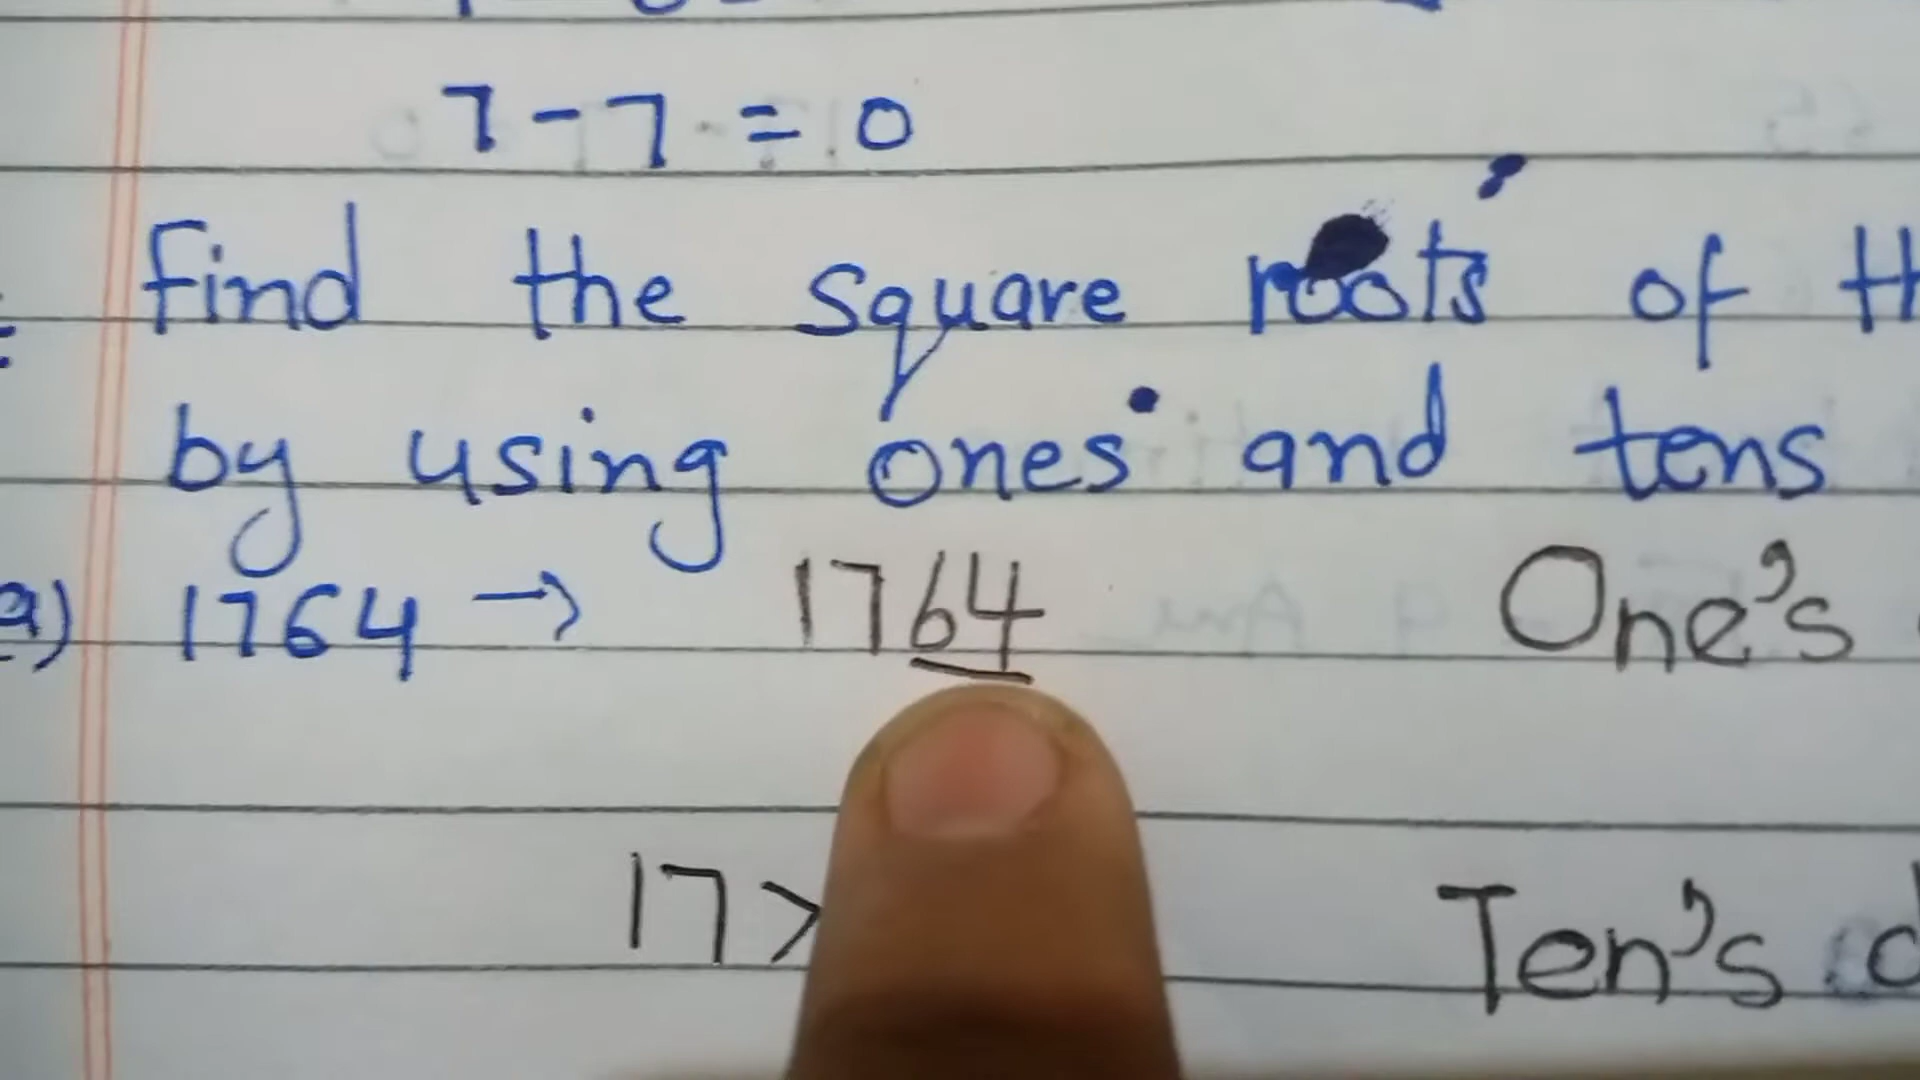 7 - 7 = 0
Find the square roots of th
by using ones and tens
a) 1764 → 1764 One's
17 > Ten's d